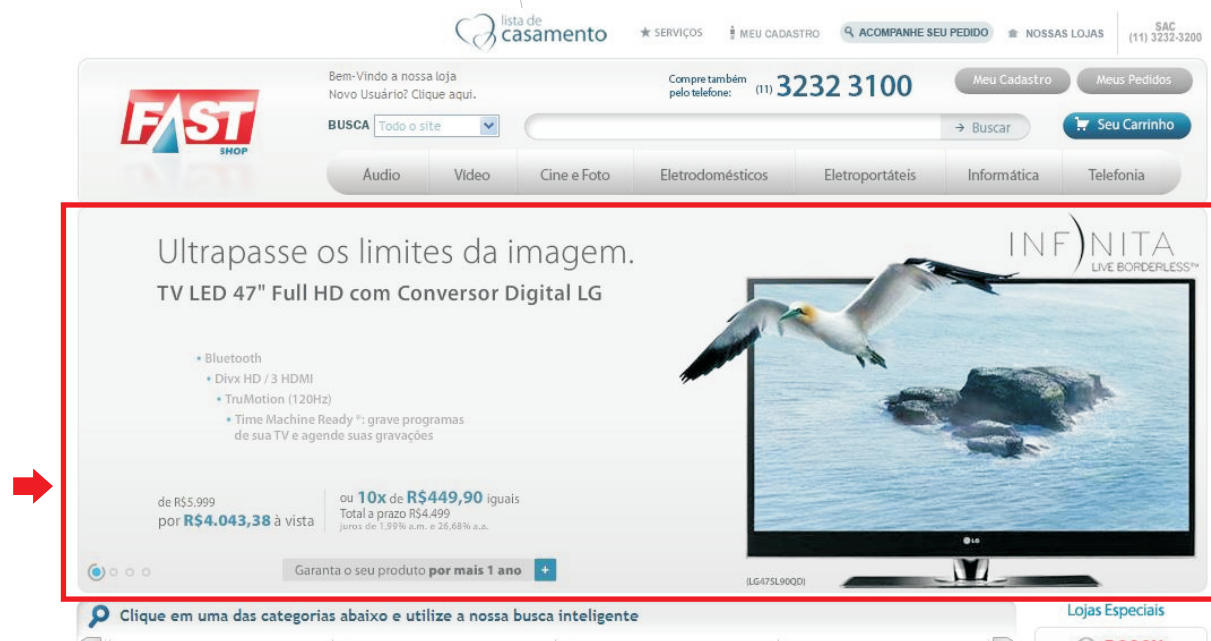 lista de
casamento
SERVIÇOS
MEU CADASTRO
ACOMPANHE SEU PEDIDO
NOSSAS LOJAS
SAC
(11) 3232-3200
FAST
SHOP
Bem-Vindo a nossa loja
Novo Usuário? Clique aqui.
Compre também
pelo telefone:
(11) 3232 3100
Meu Cadastro
Meus Pedidos
BUSCA
Todo o site
→ Buscar
Seu Carrinho
Áudio
Vídeo
Cine e Foto
Eletrodomésticos
Eletroportáteis
Informática
Telefonia
Ultrapasse os limites da imagem.
TV LED 47" Full HD com Conversor Digital LG
INFINITA
LIVE BORDERLESS™
• Bluetooth
• Divx HD / 3 HDMI
• TruMotion (120Hz)
• Time Machine Ready *: grave programas
de sua TV e agende suas gravações
de R$5.999
por R$4.043,38 à vista
ou 10x de R$449,90 iguais
Total a prazo R$4.499
juros de 1,99% a.m. e 26,68% a.a.
LG
Garanta o seu produto por mais 1 ano +
(LG47SL90QD)
Clique em uma das categorias abaixo e utilize a nossa busca inteligente
Lojas Especiais